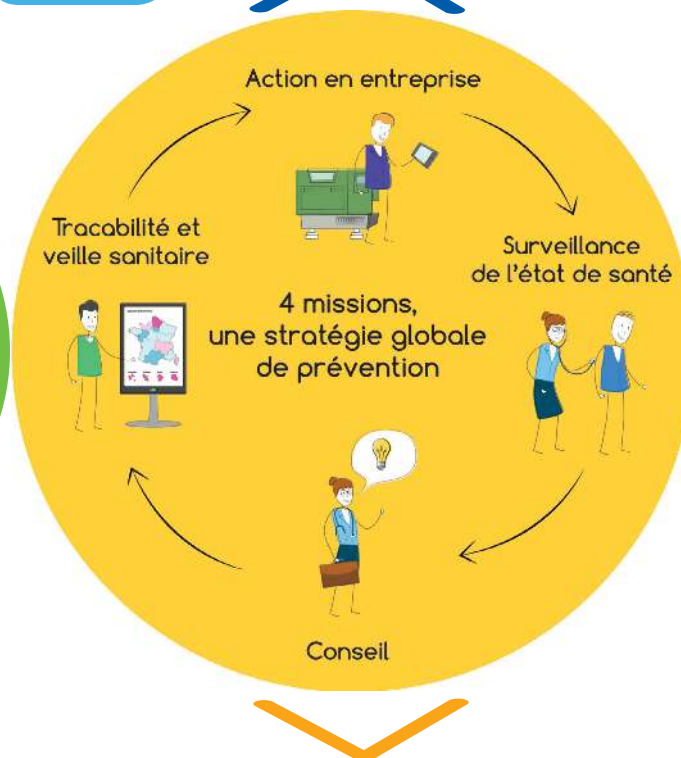 Action en entreprise
Tracabilité et
veille sanitaire
Surveillance
de l'état de santé
4 missions,
une stratégie globale
de prévention
Conseil